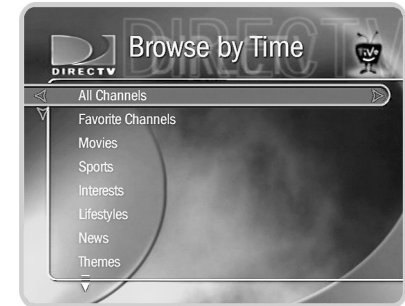 DIRECTV
Browse by Time
TiVo
DIRECTV
All Channels
Favorite Channels
Movies
Sports
Interests
Lifestyles
News
Themes